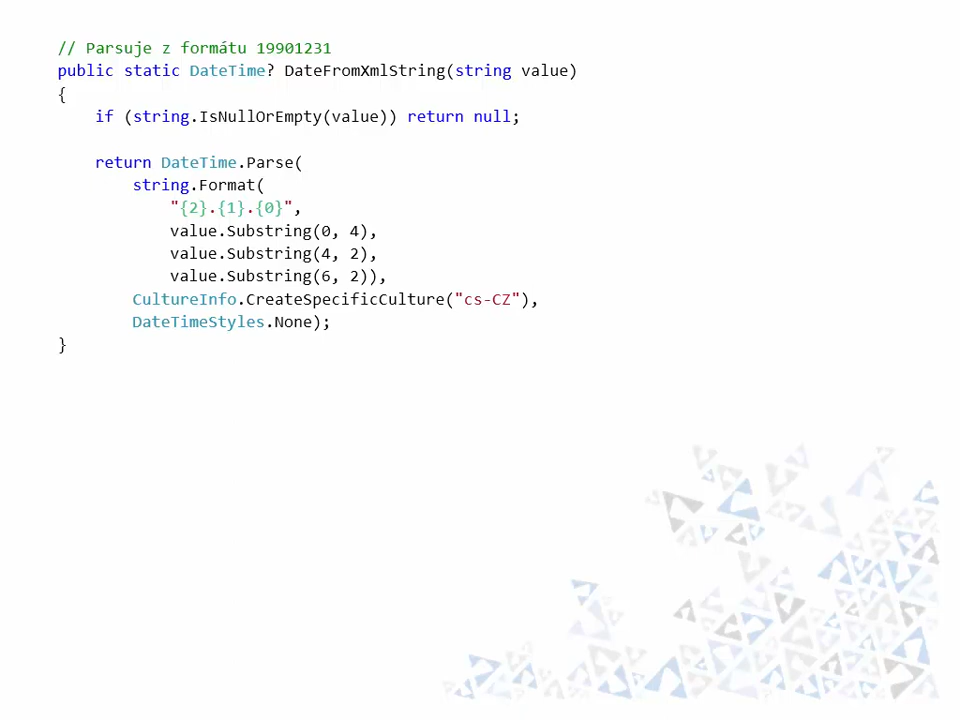 // Parsuje z formátu 19901231
public static DateTime? DateFromXmlString(string value)
{
    if (string.IsNullOrEmpty(value)) return null;

    return DateTime.Parse(
        string.Format(
            "{2}.{1}.{0}",
            value.Substring(0, 4),
            value.Substring(4, 2),
            value.Substring(6, 2)),
        CultureInfo.CreateSpecificCulture("cs-CZ"),
        DateTimeStyles.None);
}